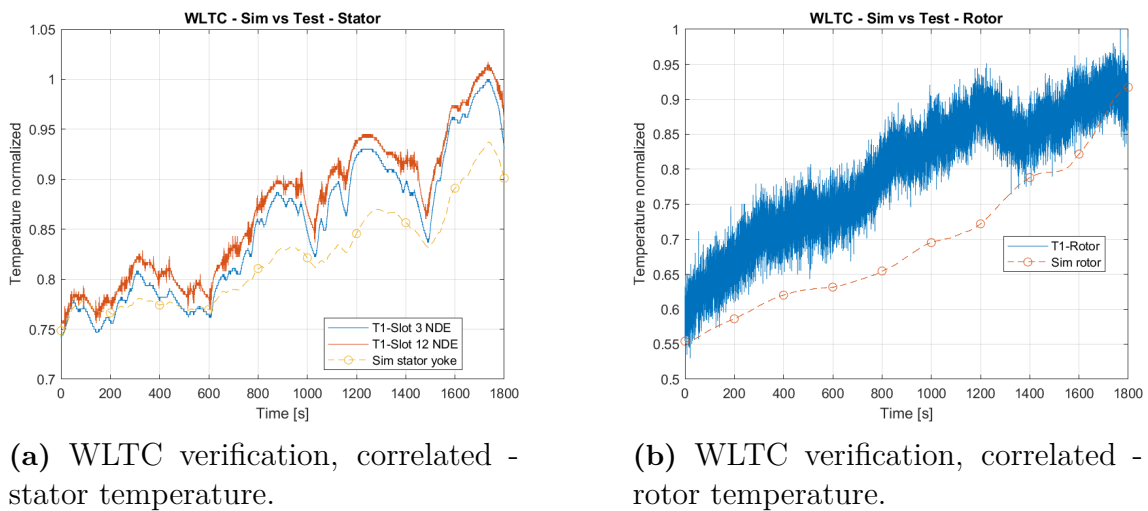 WLTC - Sim vs Test - Stator
1.05
1
0.95
0.9
0.85
0.8
0.75
0.7
Temperature normalized
0 200 400 600 800 1000 1200 1400 1600 1800
Time [s]
T1-Slot 3 NDE
T1-Slot 12 NDE
Sim stator yoke
(a) WLTC verification, correlated -
stator temperature.
WLTC - Sim vs Test - Rotor
1
0.95
0.9
0.85
0.8
0.75
0.7
0.65
0.6
0.55
0.5
Temperature normalized
0 200 400 600 800 1000 1200 1400 1600 1800
Time [s]
T1-Rotor
Sim rotor
(b) WLTC verification, correlated -
rotor temperature.